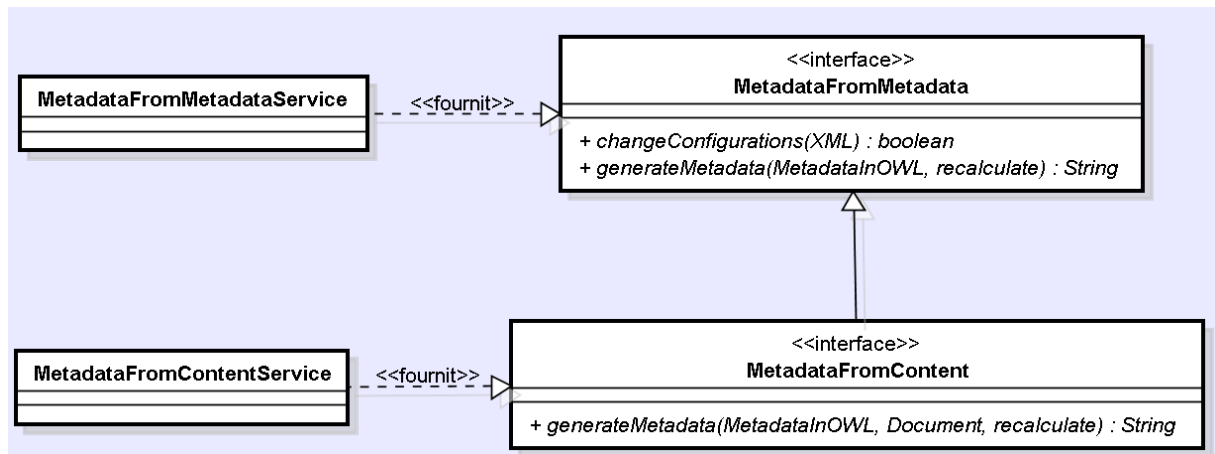 <<interface>>
MetadataFromMetadata
MetadataFromMetadataService
<<fournit>>
+ changeConfigurations(XML) : boolean
+ generateMetadata(MetadataInOWL, recalculate) : String
<<interface>>
MetadataFromContent
MetadataFromContentService
<<fournit>>
+ generateMetadata(MetadataInOWL, Document, recalculate) : String